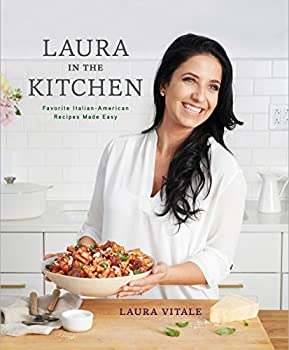 LAURA
IN THE
KITCHEN
Favorite Italian-American
Recipes Made Easy
LAURA VITALE